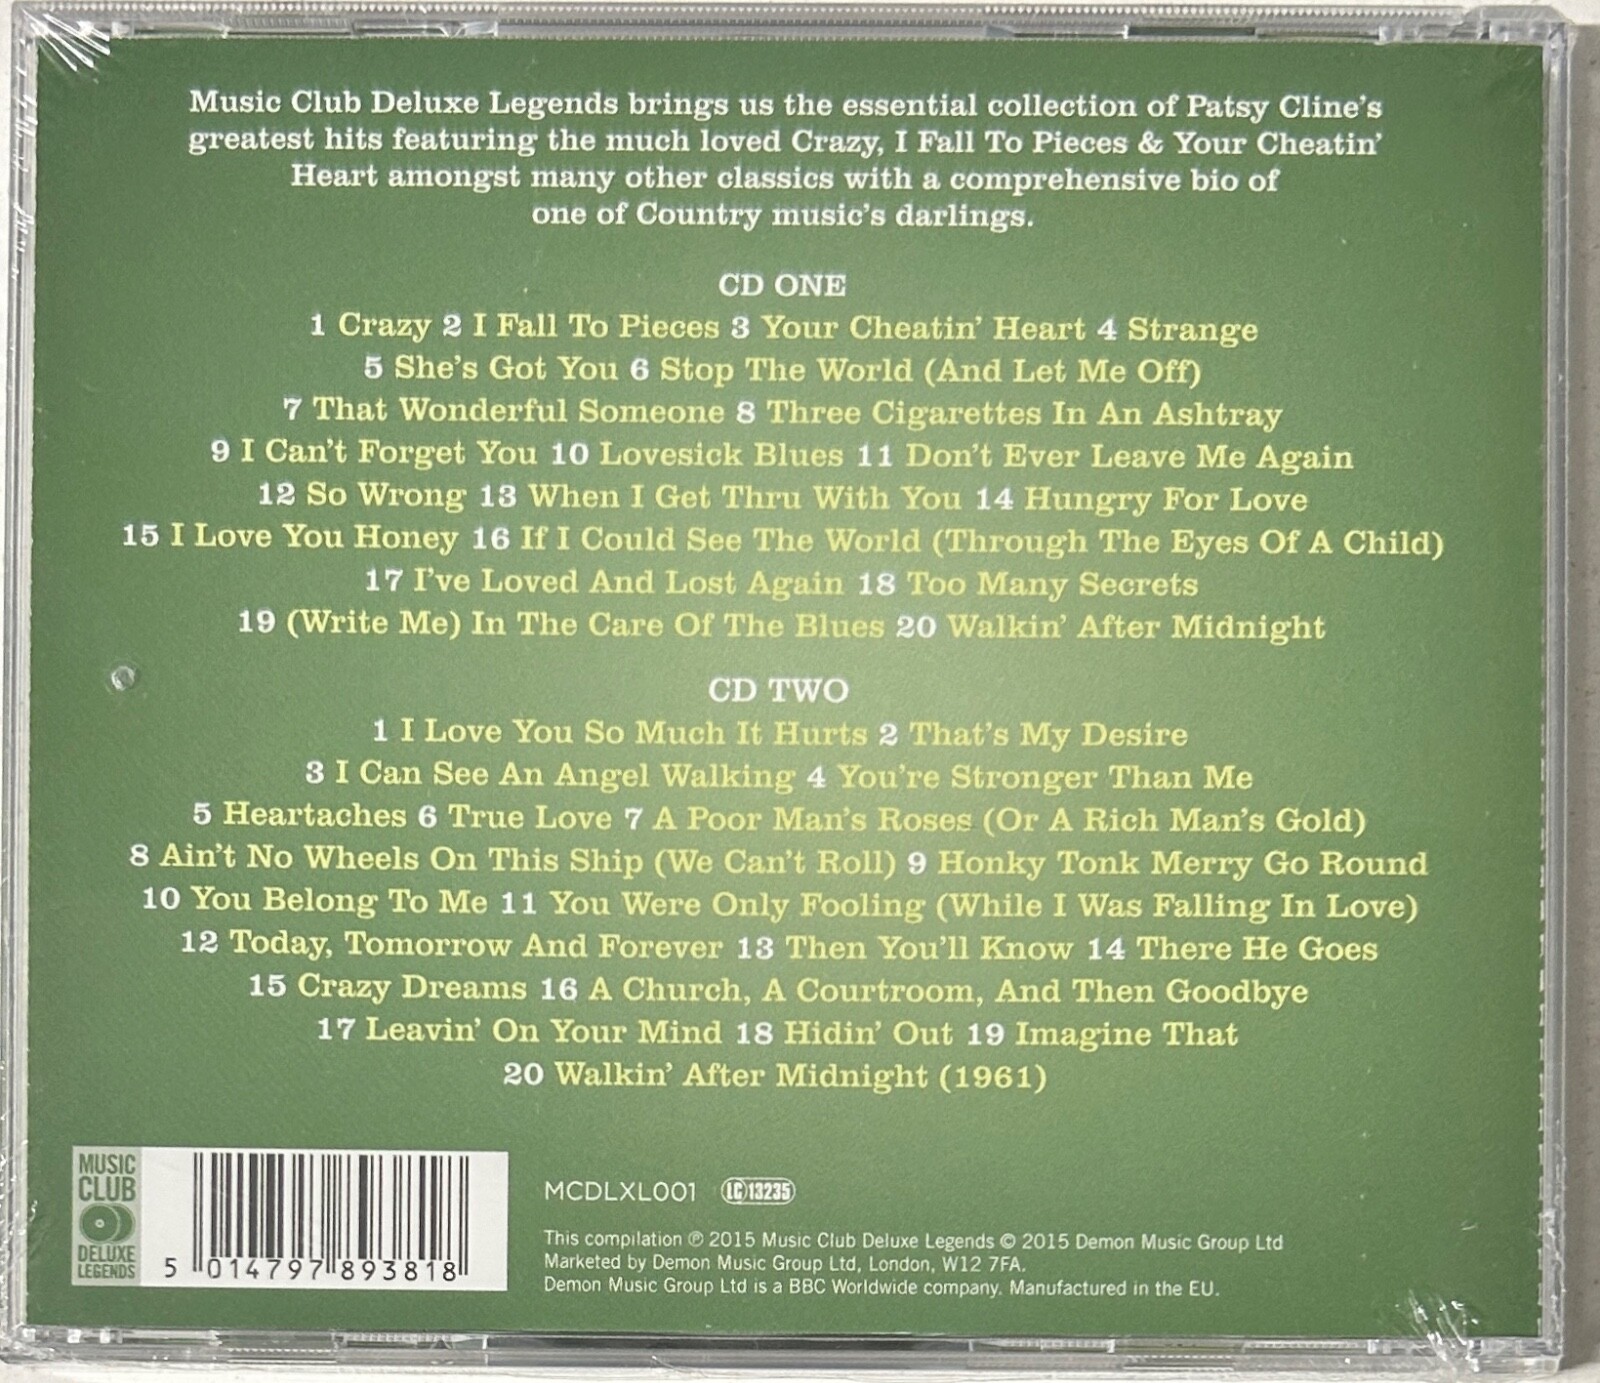 Music Club Deluxe Legends brings us the essential collection of Patsy Cline's
greatest hits featuring the much loved Crazy, I Fall To Pieces & Your Cheatin'
Heart amongst many other classics with a comprehensive bio of
one of Country music's darlings.
CD ONE
1 Crazy 2 I Fall To Pieces 3 Your Cheatin' Heart 4 Strange
5 She's Got You 6 Stop The World (And Let Me Off)
7 That Wonderful Someone 8 Three Cigarettes In An Ashtray
9 I Can't Forget You 10 Lovesick Blues 11 Don't Ever Leave Me Again
12 So Wrong 13 When I Get Thru With You 14 Hungry For Love
15 I Love You Honey 16 If I Could See The World (Through The Eyes Of A Child)
17 I've Loved And Lost Again 18 Too Many Secrets
19 (Write Me) In The Care Of The Blues 20 Walkin' After Midnight
CD TWO
1 I Love You So Much It Hurts 2 That's My Desire
3 I Can See An Angel Walking 4 You're Stronger Than Me
5 Heartaches 6 True Love 7 A Poor Man's Roses (Or A Rich Man's Gold)
8 Ain't No Wheels On This Ship (We Can't Roll) 9 Honky Tonk Merry Go Round
10 You Belong To Me 11 You Were Only Fooling (While I Was Falling In Love)
12 Today, Tomorrow And Forever 13 Then You'll Know 14 There He Goes
15 Crazy Dreams 16 A Church, A Courtroom, And Then Goodbye
17 Leavin' On Your Mind 18 Hidin' Out 19 Imagine That
20 Walkin' After Midnight (1961)
MUSIC
CLUB
DELUXE
LEGENDS
5 014797 893818
MCDLXL001 LC 13235
This compilation ℗ 2015 Music Club Deluxe Legends © 2015 Demon Music Group Ltd
Marketed by Demon Music Group Ltd, London, W12 7FA.
Demon Music Group Ltd is a BBC Worldwide company. Manufactured in the EU.